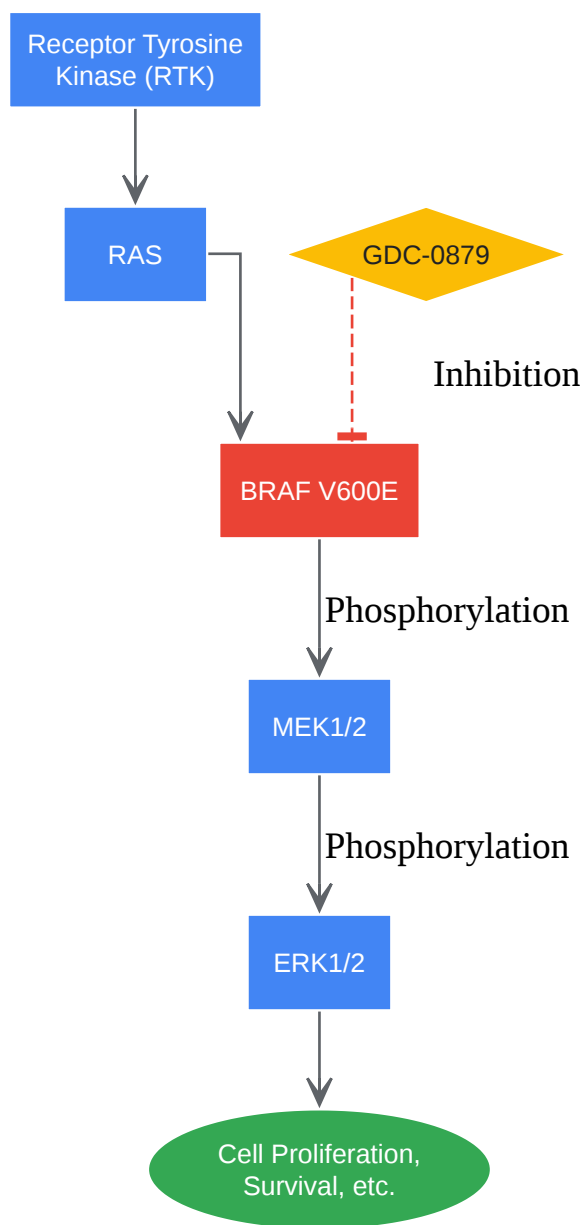 Receptor Tyrosine
Kinase (RTK)
RAS
GDC-0879
Inhibition
BRAF V600E
Phosphorylation
MEK1/2
Phosphorylation
ERK1/2
Cell Proliferation,
Survival, etc.